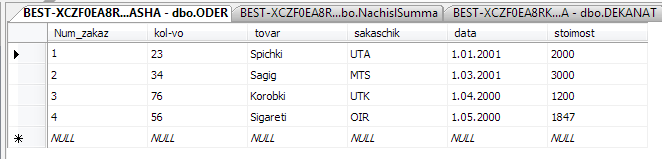 BEST-XCZF0EA8R...ASHA - dbo.ODER BEST-XCZF0EA8R...bo.NachislSumma BEST-XCZF0EA8RK...A - dbo.DEKANAT
Num_zakaz kol-vo tovar sakaschik data stoimost
1 23 Spichki UTA 1.01.2001 2000
2 34 Sagig MTS 1.03.2001 3000
3 76 Korobki UTK 1.04.2000 1200
4 56 Sigareti OIR 1.05.2000 1847
NULL NULL NULL NULL NULL NULL